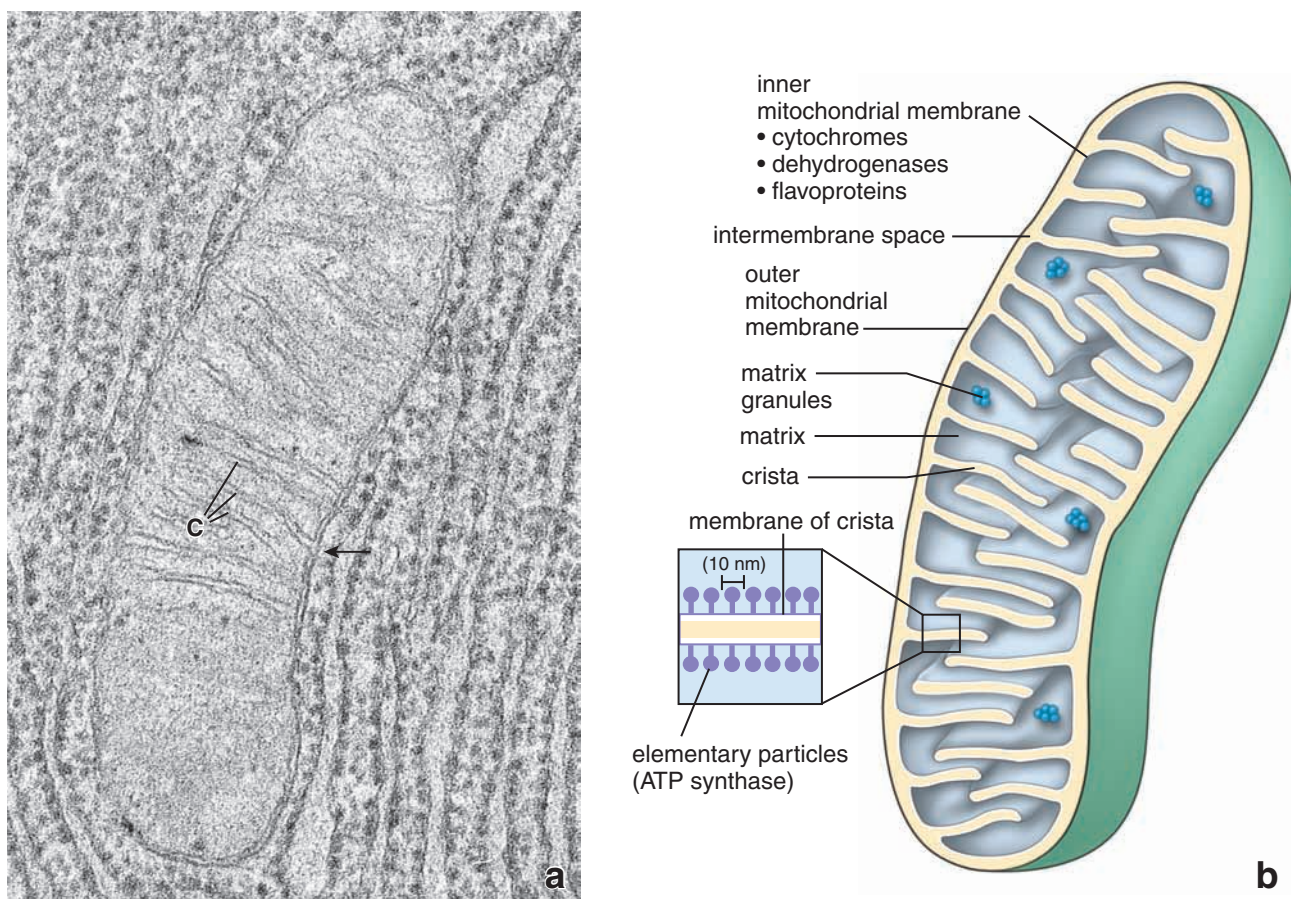 C
a
inner
mitochondrial membrane
• cytochromes
• dehydrogenases
• flavoproteins
intermembrane space
outer
mitochondrial
membrane
matrix
granules
matrix
crista
membrane of crista
(10 nm)
elementary particles
(ATP synthase)
b